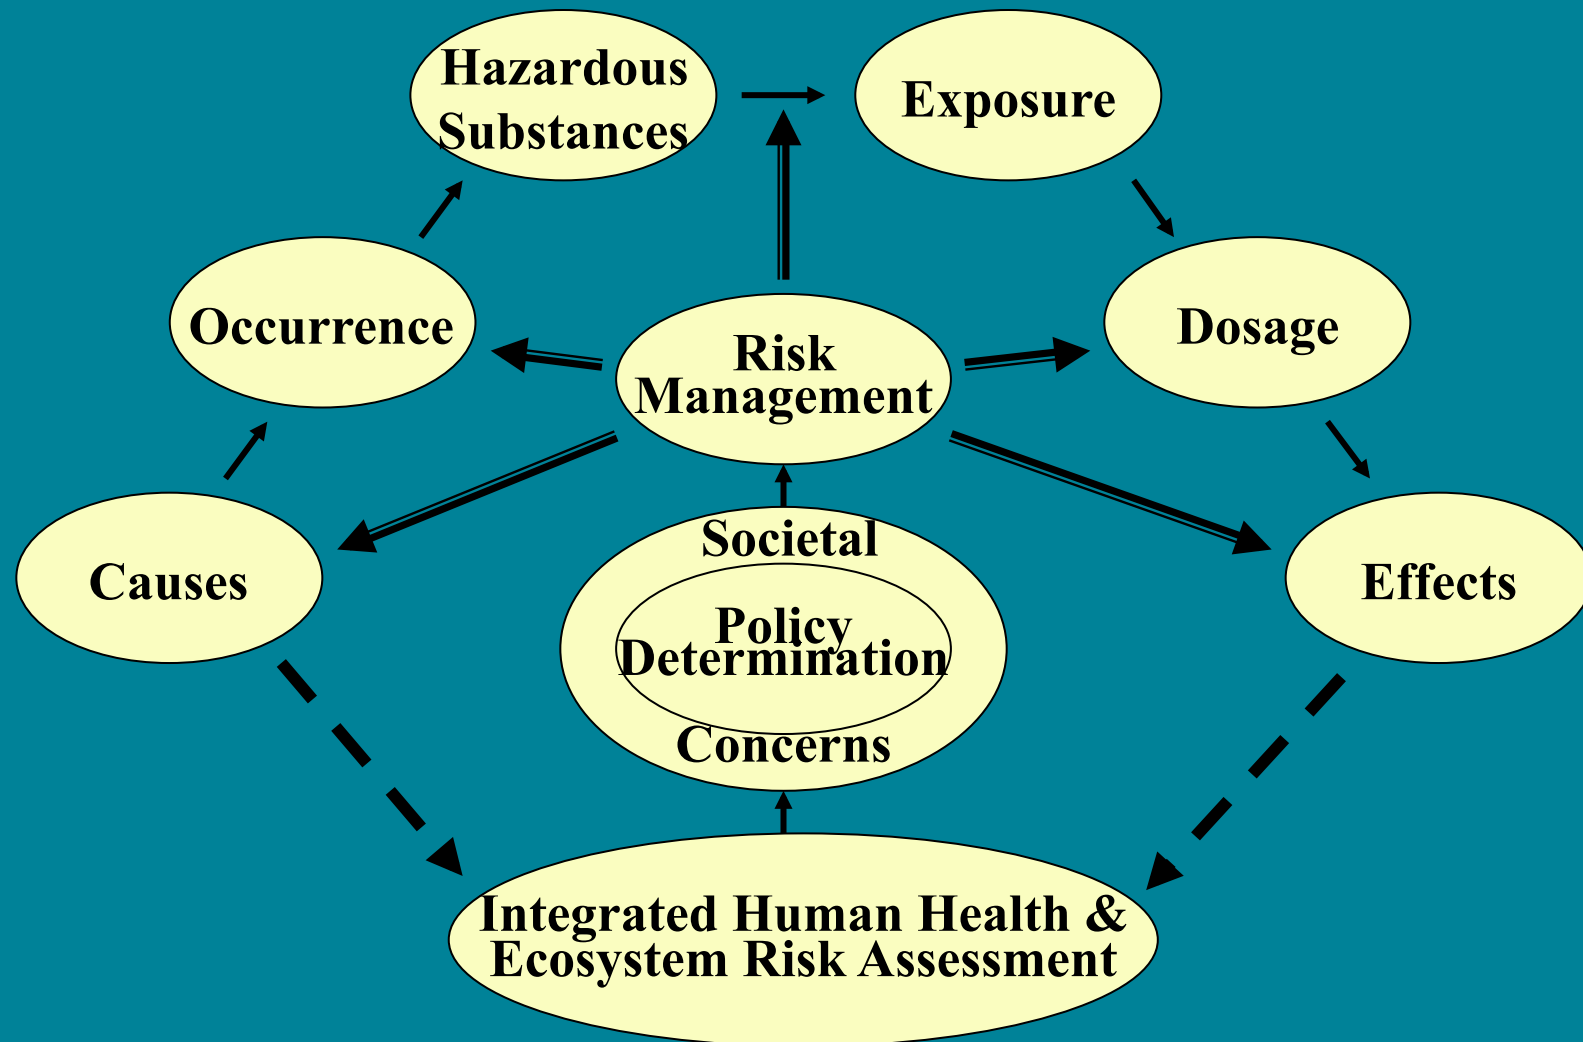 Hazardous
Substances
Exposure
Occurrence
Dosage
Risk
Management
Causes
Effects
Societal
Policy
Determination
Concerns
Integrated Human Health &
Ecosystem Risk Assessment